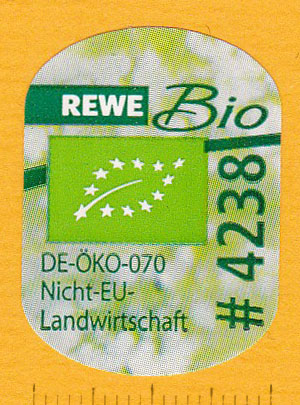 REWE Bio
DE-ÖKO-070
Nicht-EU-
Landwirtschaft
# 4238